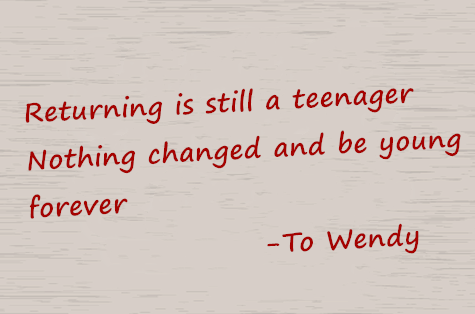 Returning is still a teenager
Nothing changed and be young
forever
-To Wendy